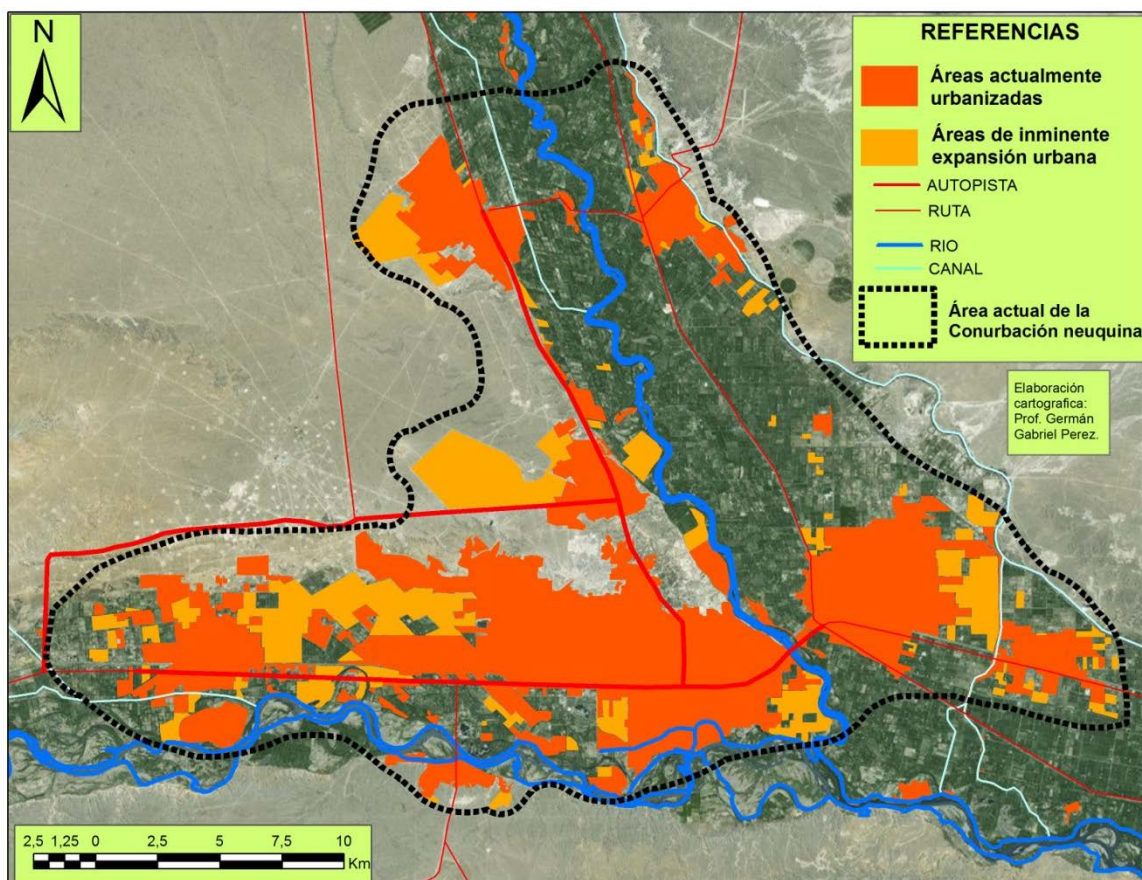 N
REFERENCIAS
Áreas actualmente
urbanizadas
Áreas de inminente
expansión urbana
AUTOPISTA
RUTA
RIO
CANAL
Área actual de la
Conurbación neuquina
Elaboración
cartografica:
Prof. Germán
Gabriel Perez.
2,5 1,25 0 2,5 5 7,5 10
Km